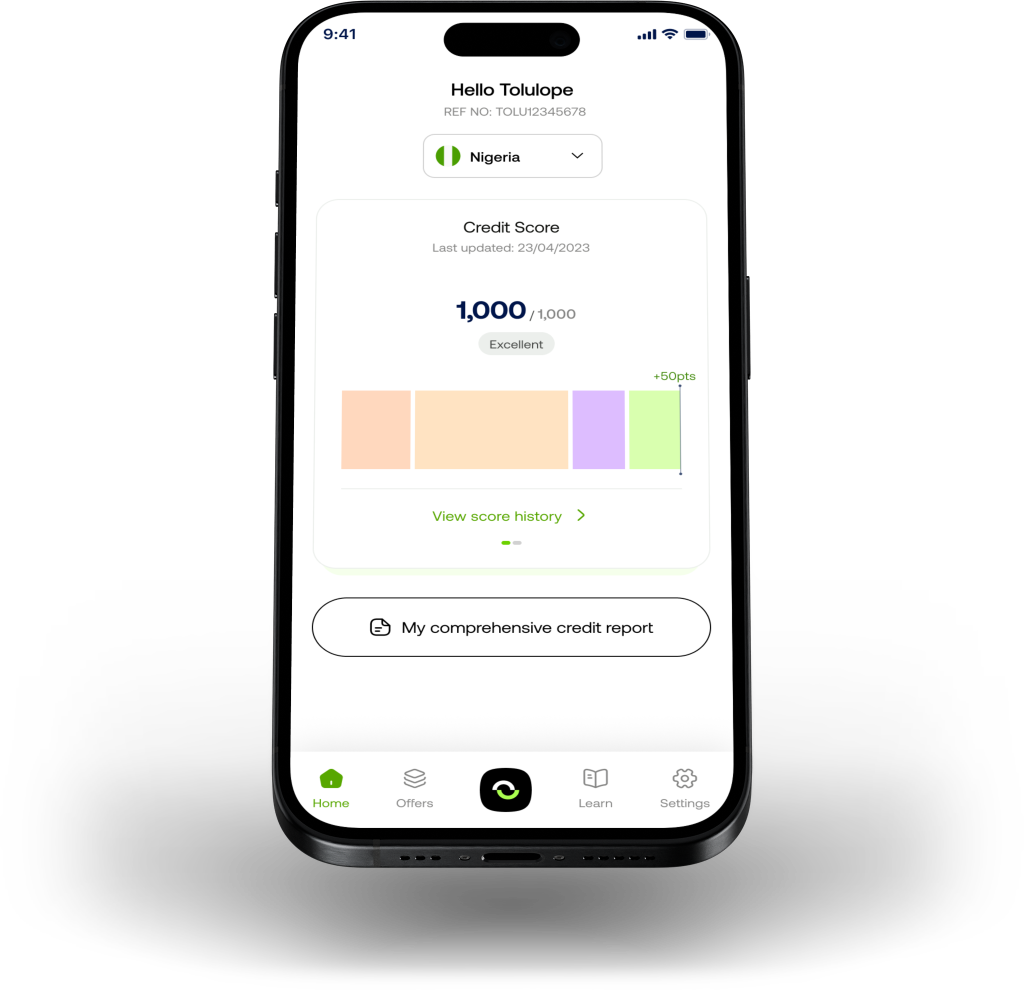 9:41
Hello Tolulope
REF NO: TOLU12345678
Nigeria
Credit Score
Last updated: 23/04/2023
1,000 / 1,000
Excellent
+50pts
View score history
My comprehensive credit report
Home
Offers
Learn
Settings